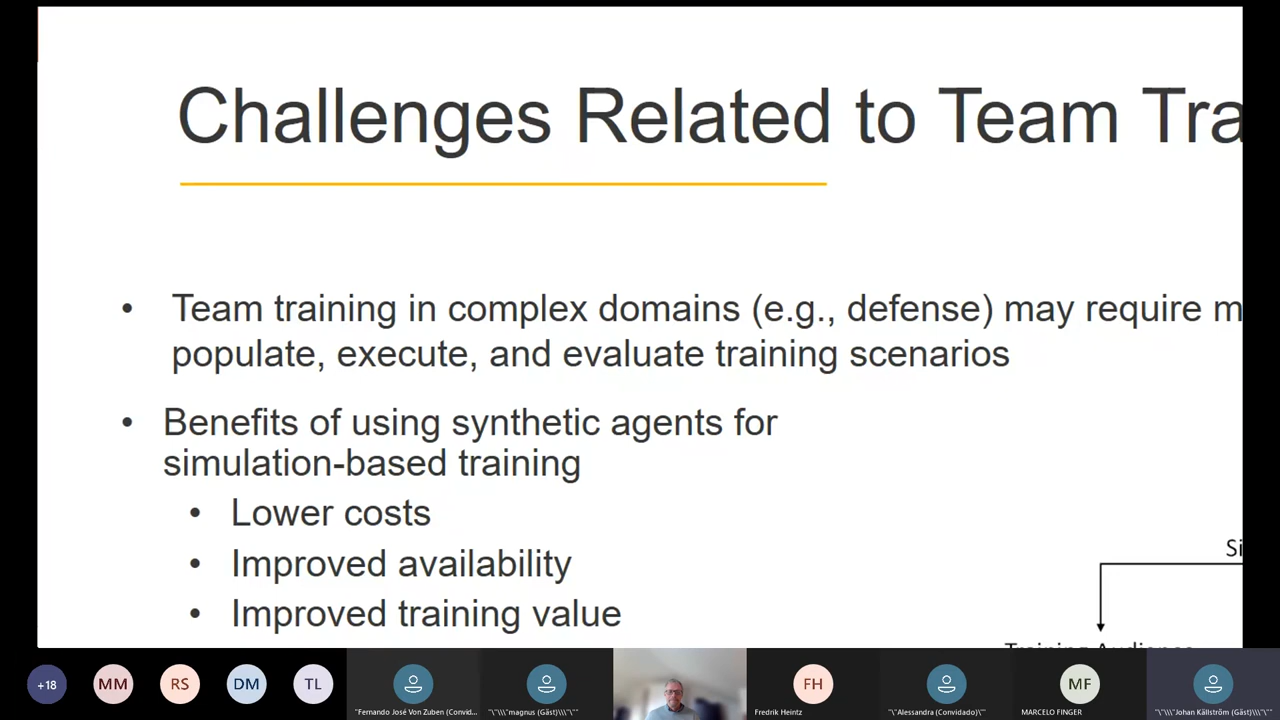 Challenges Related to Team Tra
• Team training in complex domains (e.g., defense) may require m
populate, execute, and evaluate training scenarios
• Benefits of using synthetic agents for
simulation-based training
• Lower costs
• Improved availability
• Improved training value
Si
Training Audience
+18
MM
RS
DM
TL
"Fernando José Von Zuben (Convid...
"\"\\\"magnus (Gäst)\\\"\""
FH
Fredrik Heintz
"\"Alessandra (Convidado)\""
MF
MARCELO FINGER
"\"\\\"Johan Källström (Gäst)\\\"\""